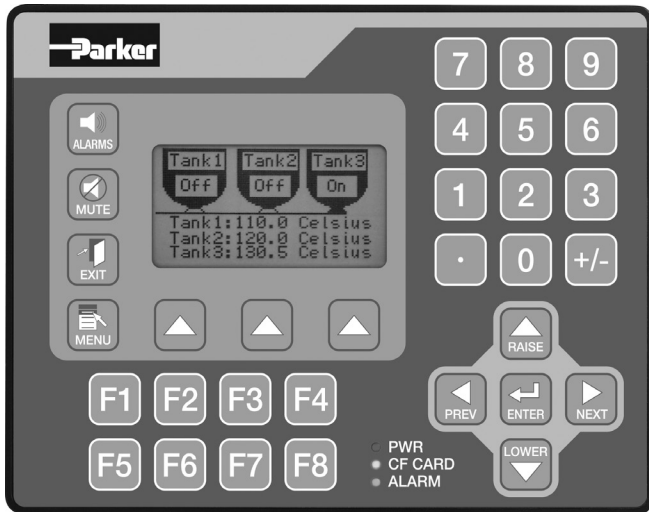 Parker
7 8 9
ALARMS
4 5 6
Tank1 Tank2 Tank3
Off Off On
MUTE
1 2 3
Tank1:110.0 Celsius
Tank2:120.0 Celsius
Tank3:130.5 Celsius
EXIT
. 0 +/-
MENU
RAISE
F1 F2 F3 F4
PREV ENTER NEXT
PWR
CF CARD
ALARM
LOWER
F5 F6 F7 F8